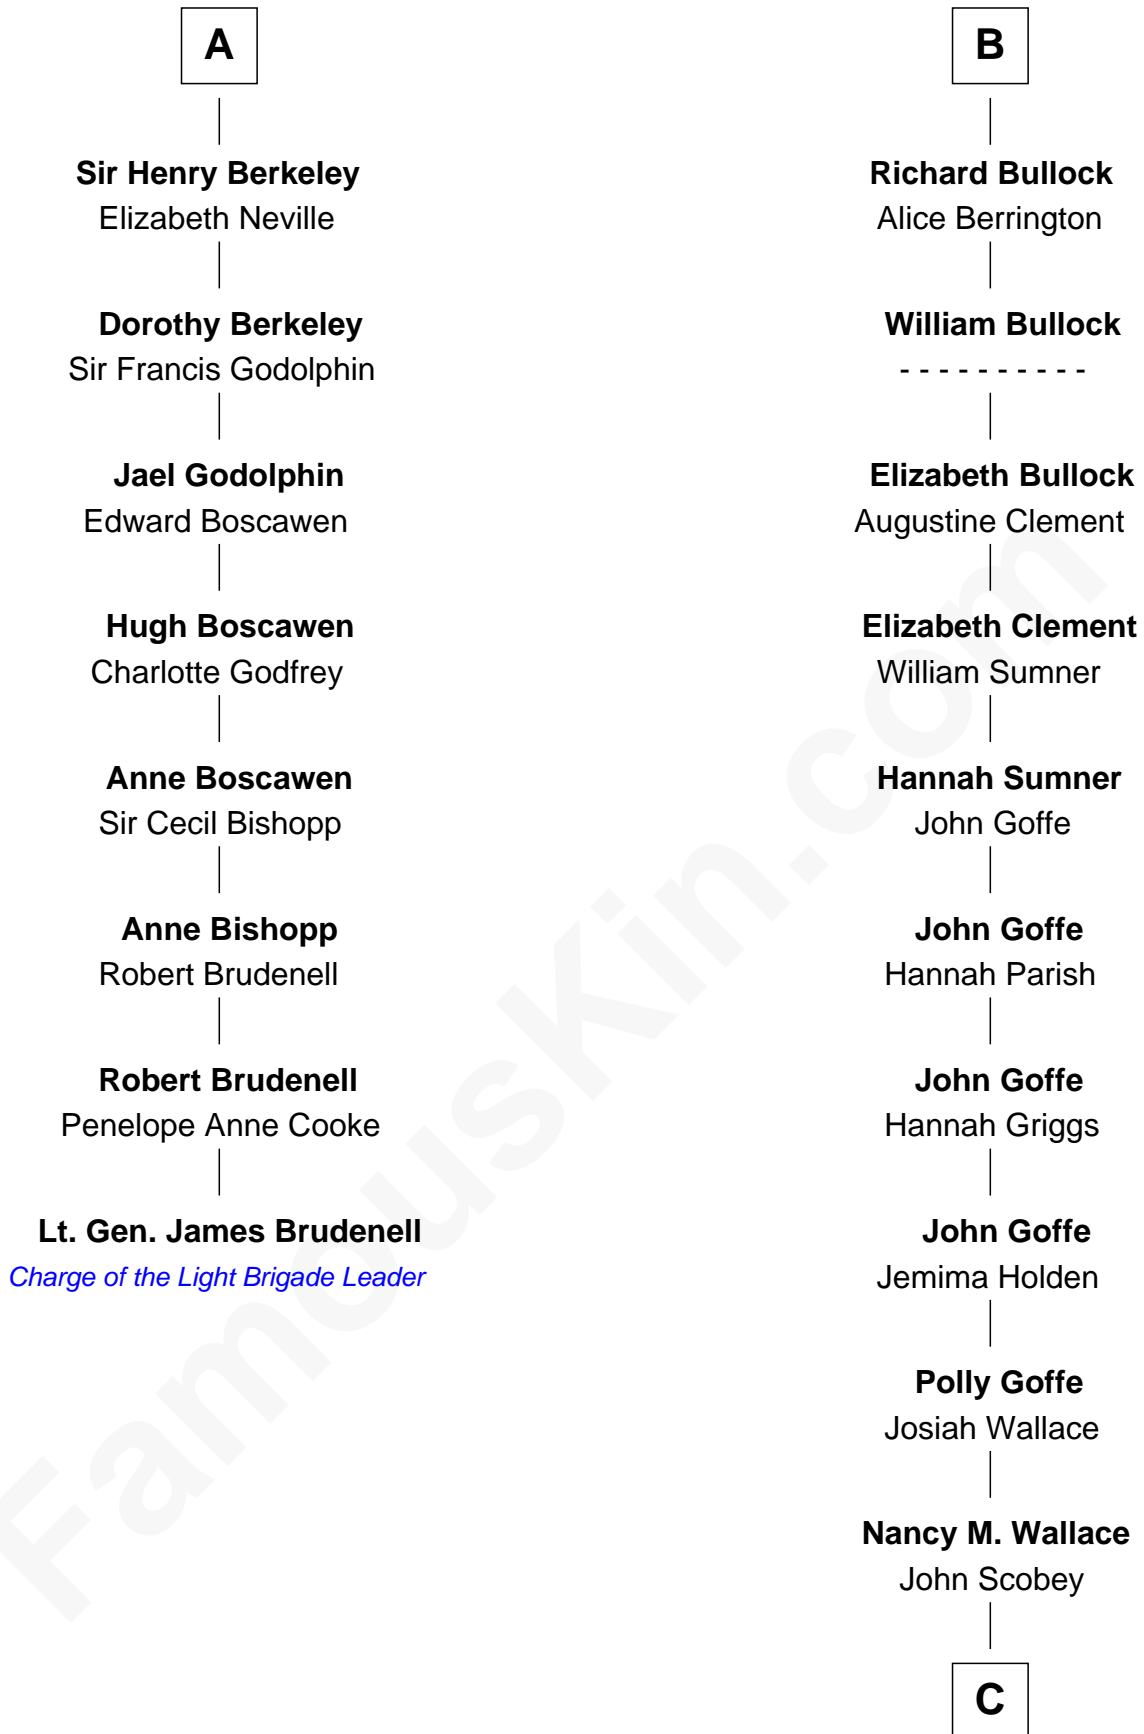 A
Sir Henry Berkeley
Elizabeth Neville
Dorothy Berkeley
Sir Francis Godolphin
Jael Godolphin
Edward Boscawen
Hugh Boscawen
Charlotte Godfrey
Anne Boscawen
Sir Cecil Bishopp
Anne Bishopp
Robert Brudenell
Robert Brudenell
Penelope Anne Cooke
Lt. Gen. James Brudenell
Charge of the Light Brigade Leader
B
Richard Bullock
Alice Berrington
William Bullock
- - - - - - - - - -
Elizabeth Bullock
Augustine Clement
Elizabeth Clement
William Sumner
Hannah Sumner
John Goffe
John Goffe
Hannah Parish
John Goffe
Hannah Griggs
John Goffe
Jemima Holden
Polly Goffe
Josiah Wallace
Nancy M. Wallace
John Scobey
C
FamousKin.com